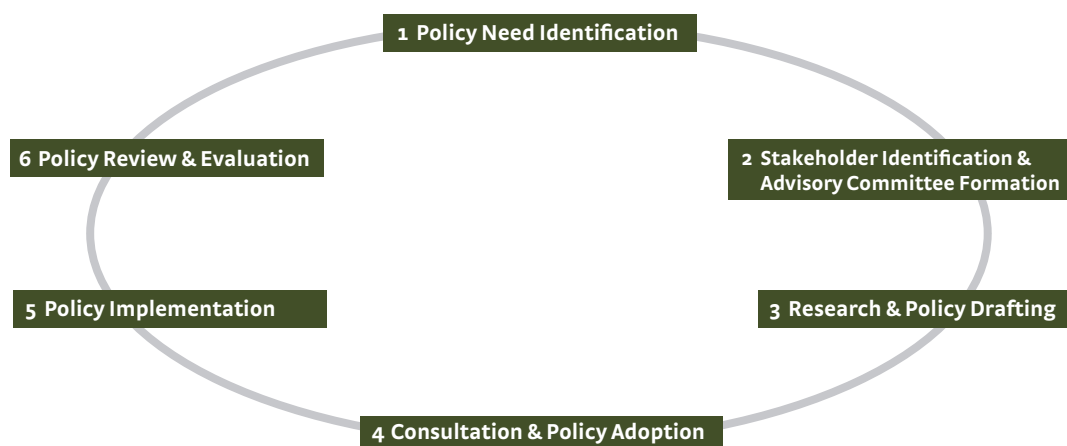 1 Policy Need Identification
2 Stakeholder Identification &
Advisory Committee Formation
3 Research & Policy Drafting
4 Consultation & Policy Adoption
5 Policy Implementation
6 Policy Review & Evaluation